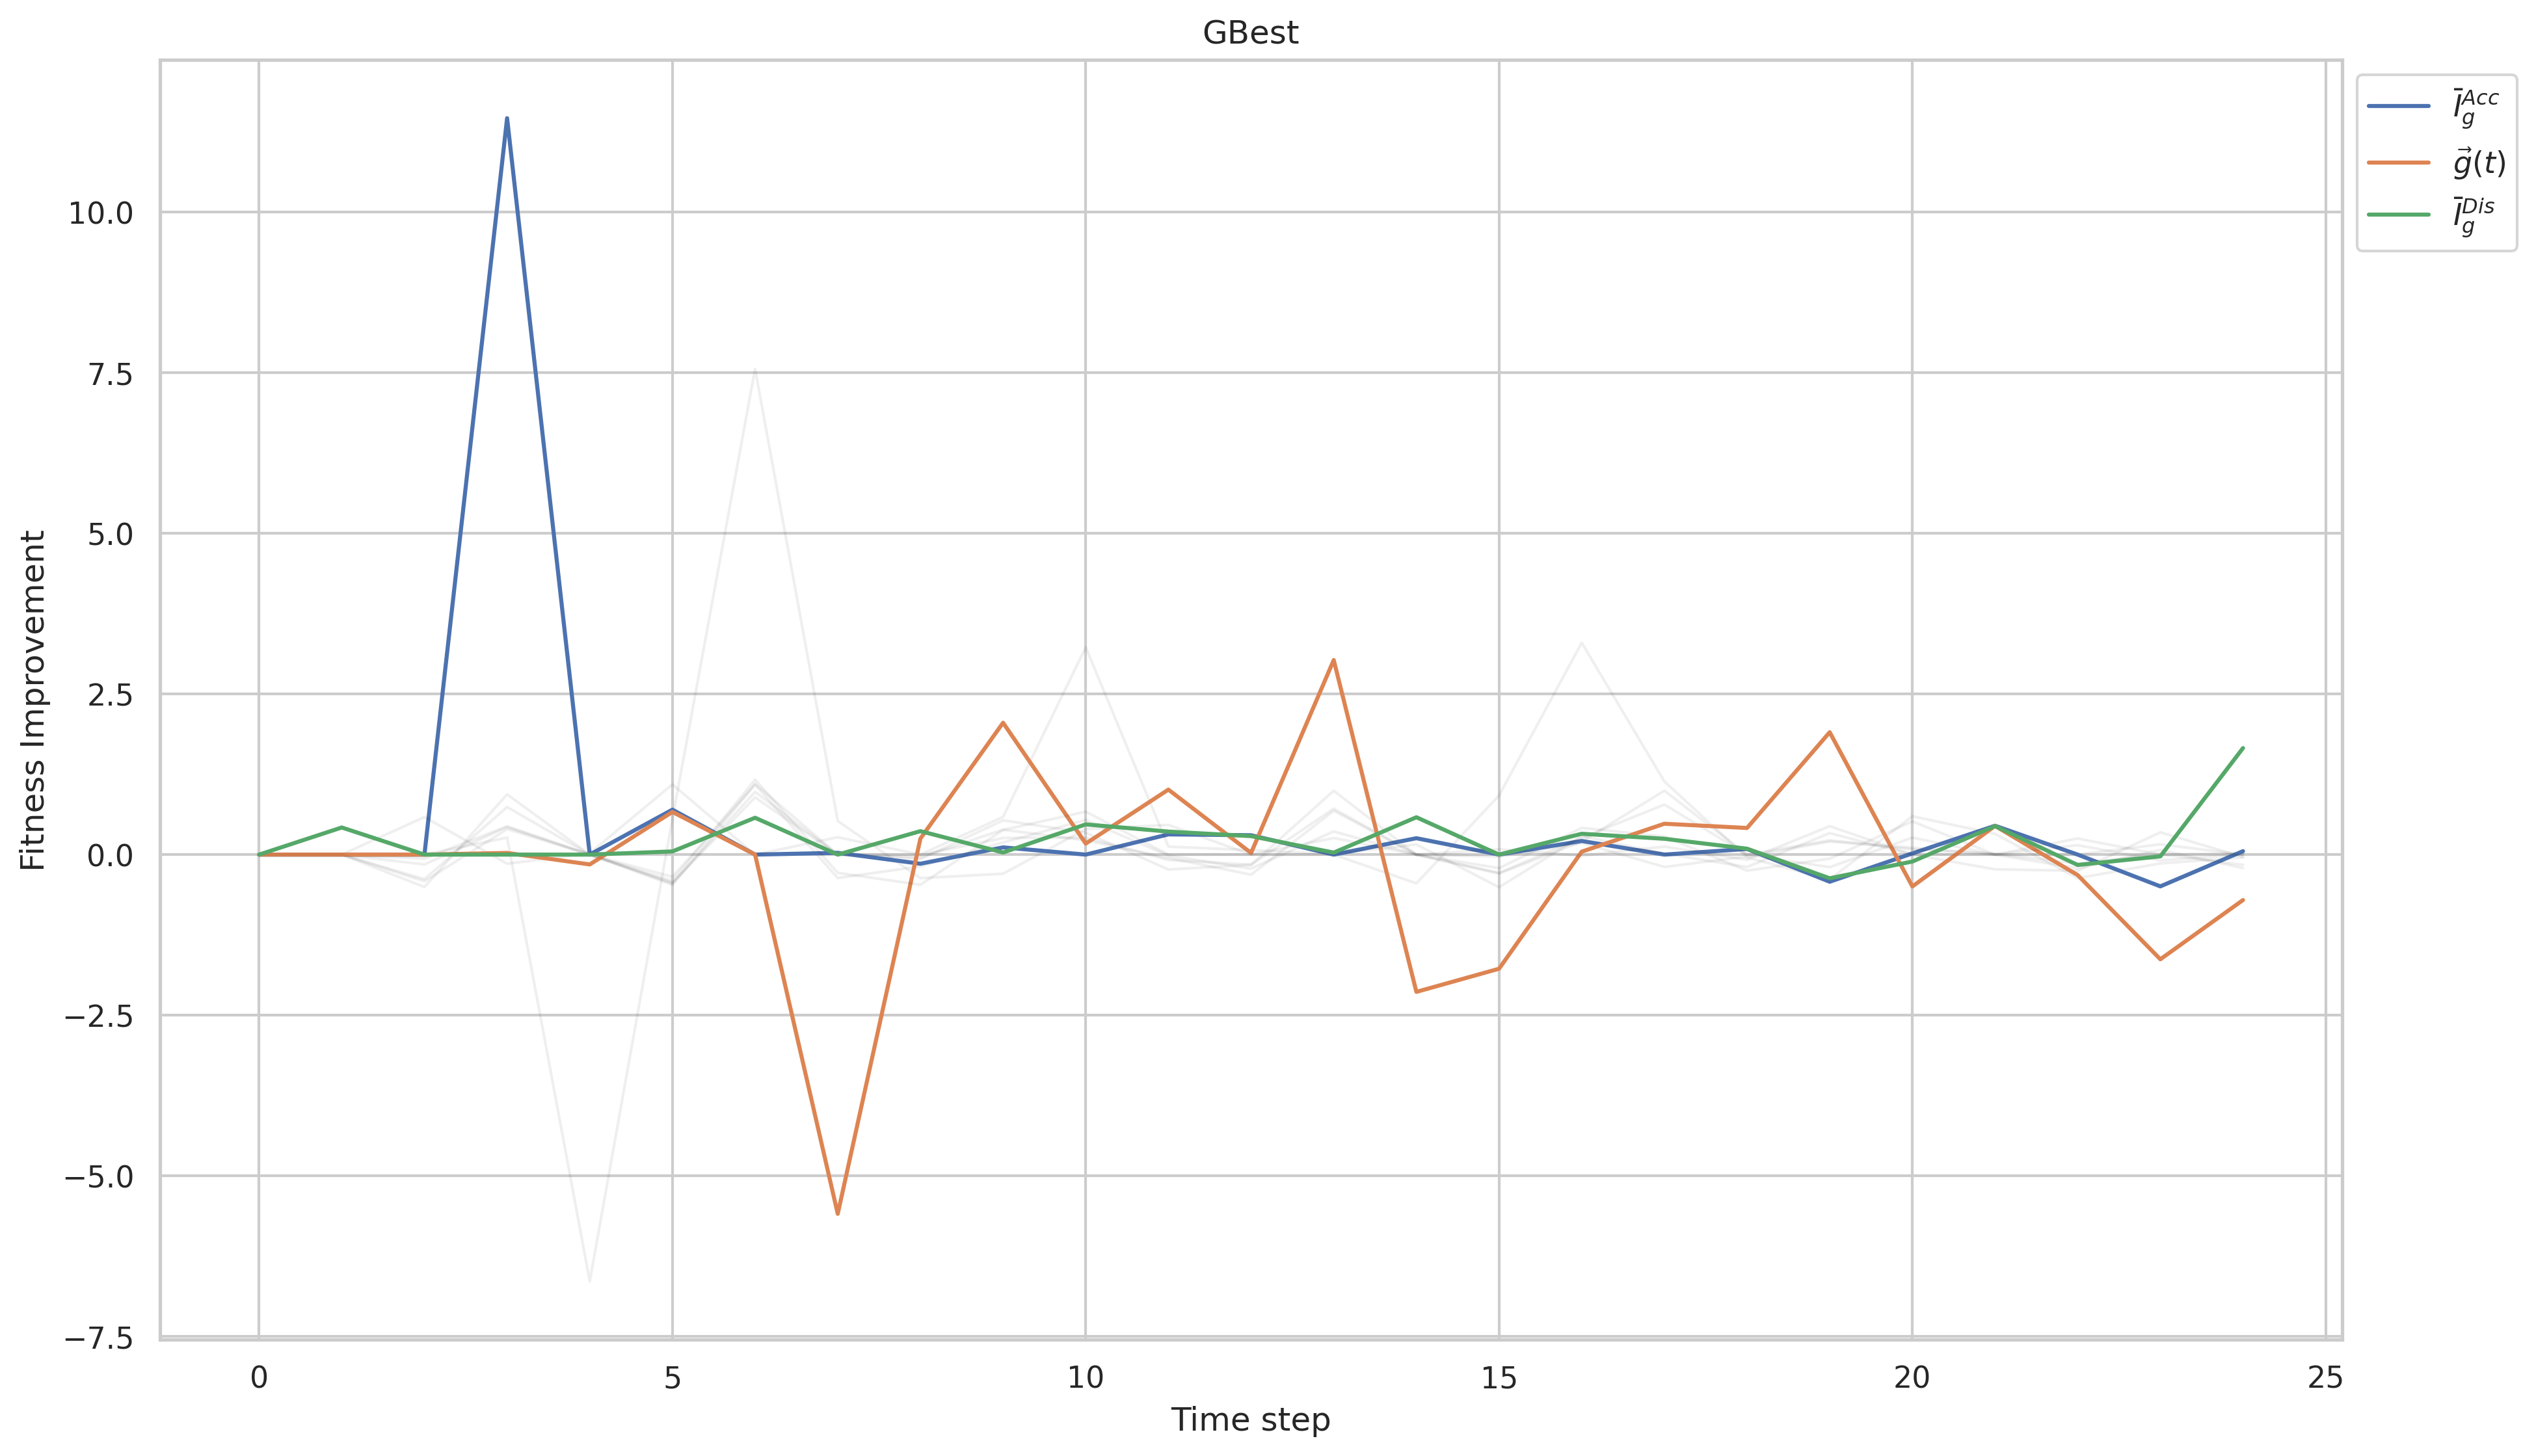 GBest
Fitness Improvement
10.0
7.5
5.0
2.5
0.0
−2.5
−5.0
−7.5
0 5 10 15 20 25
Time step
Ī_g^{Acc}
g⃗(t)
Ī_g^{Dis}